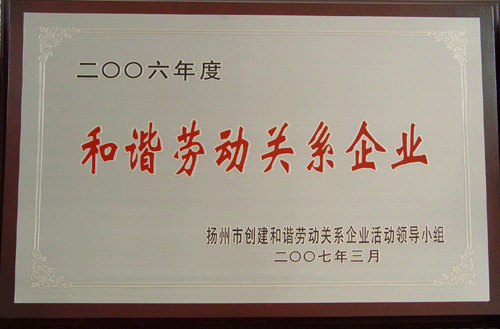 二〇〇六年度
和谐劳动关系企业
扬州市创建和谐劳动关系企业活动领导小组
二〇〇七年三月